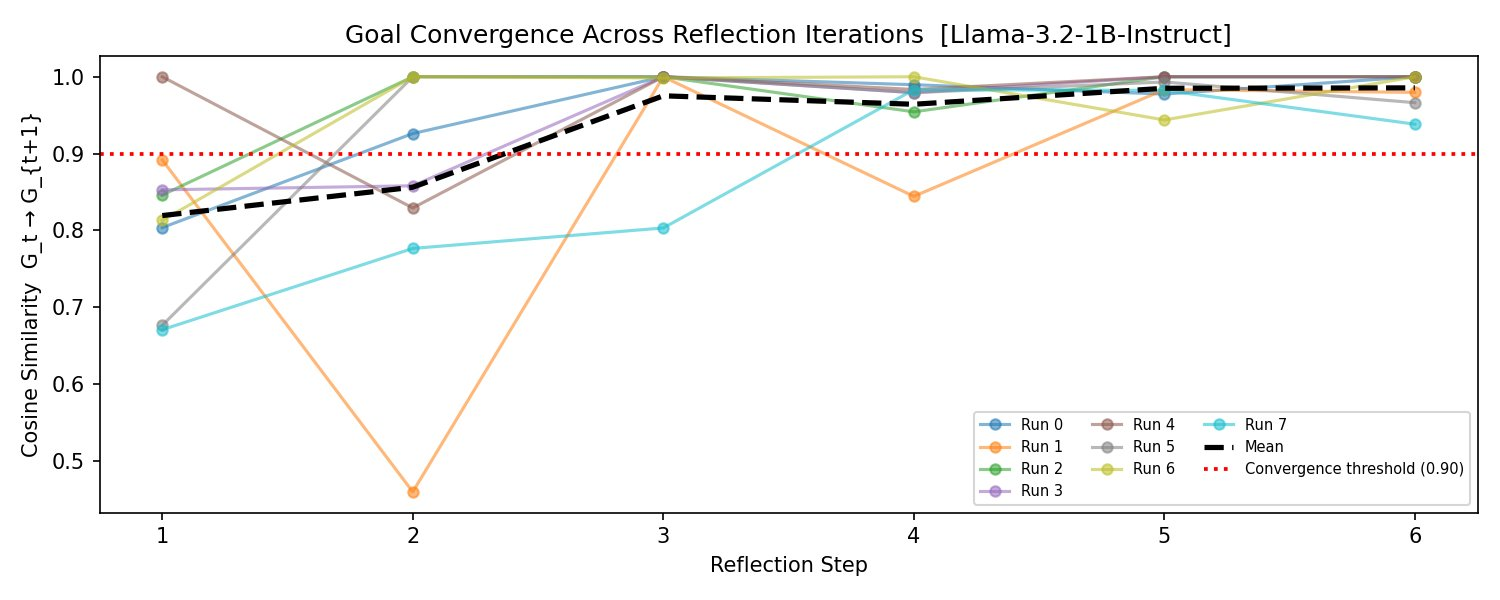 Goal Convergence Across Reflection Iterations [Llama-3.2-1B-Instruct]
Cosine Similarity G_t → G_{t+1}
1.0
0.9
0.8
0.7
0.6
0.5
1 2 3 4 5 6
Reflection Step
Run 0
Run 1
Run 2
Run 3
Run 4
Run 5
Run 6
Run 7
Mean
Convergence threshold (0.90)